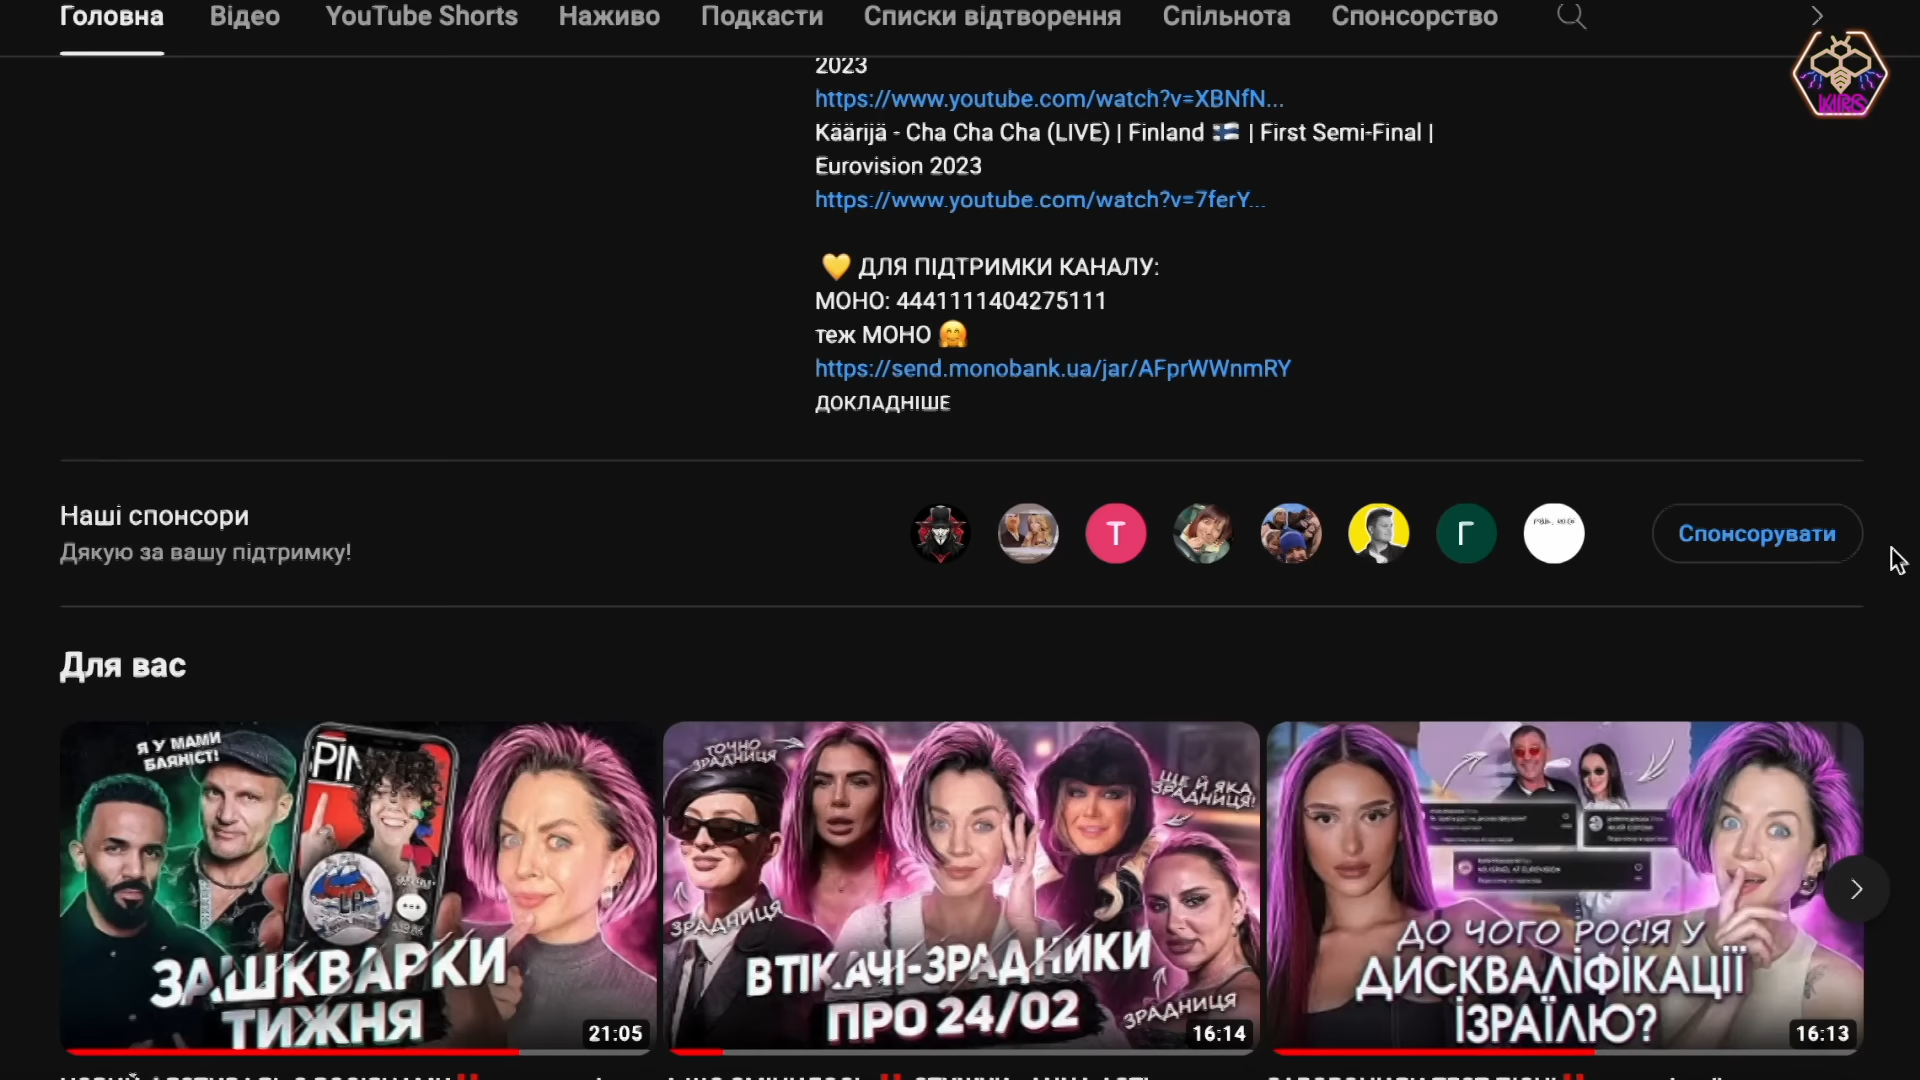 Головна
Відео
YouTube Shorts
Наживо
Подкасти
Списки відтворення
Спільнота
Спонсорство
KIRS
2023
https://www.youtube.com/watch?v=XBNfN...
Käärijä - Cha Cha Cha (LIVE) | Finland 🇫🇮 | First Semi-Final |
Eurovision 2023
https://www.youtube.com/watch?v=7ferY...
💛 ДЛЯ ПІДТРИМКИ КАНАЛУ:
МОНО: 4441111404275111
теж МОНО 🤗
https://send.monobank.ua/jar/AFprWWnmRY
ДОКЛАДНІШЕ
Наші спонсори
Дякую за вашу підтримку!
Т
Г
Спонсорувати
Для вас
Я У МАМИ
БАЯНІСТ!
ЗАШКВАРКИ
ТИЖНЯ
21:05
ТОЧНО
ЗРАДНИЦЯ
ЩЕ Й ЯКА
ЗРАДНИЦЯ!
ЗРАДНИЦЯ
ВТІКАЧІ-ЗРАДНИКИ
ПРО 24/02
ЗРАДНИЦЯ
16:14
ДО ЧОГО РОСІЯ У
ДИСКВАЛІФІКАЦІЇ
ІЗРАЇЛЮ?
16:13